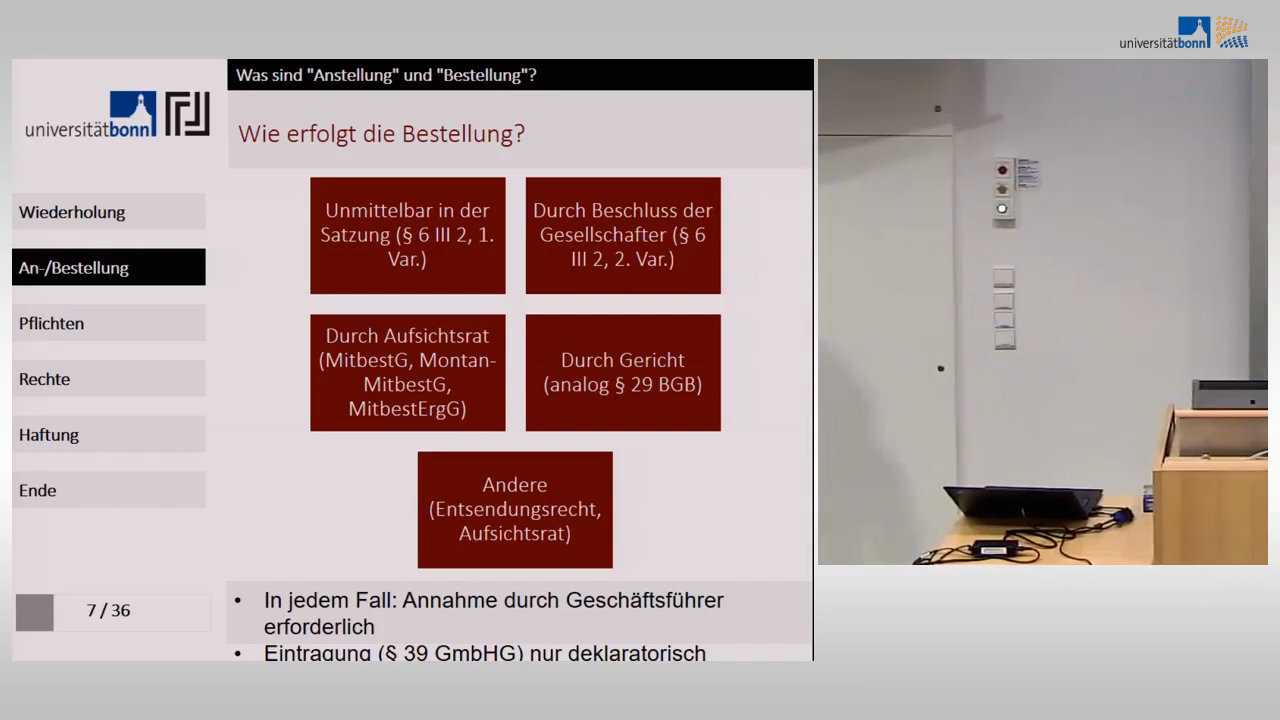 universitätbonn
Was sind "Anstellung" und "Bestellung"?
universitätbonn
Wie erfolgt die Bestellung?
Wiederholung
An-/Bestellung
Pflichten
Rechte
Haftung
Ende
7 / 36
Unmittelbar in der
Satzung (§ 6 III 2, 1.
Var.)
Durch Beschluss der
Gesellschafter (§ 6
III 2, 2. Var.)
Durch Aufsichtsrat
(MitbestG, Montan-
MitbestG,
MitbestErgG)
Durch Gericht
(analog § 29 BGB)
Andere
(Entsendungsrecht,
Aufsichtsrat)
• In jedem Fall: Annahme durch Geschäftsführer
erforderlich
• Eintragung (§ 39 GmbHG) nur deklaratorisch